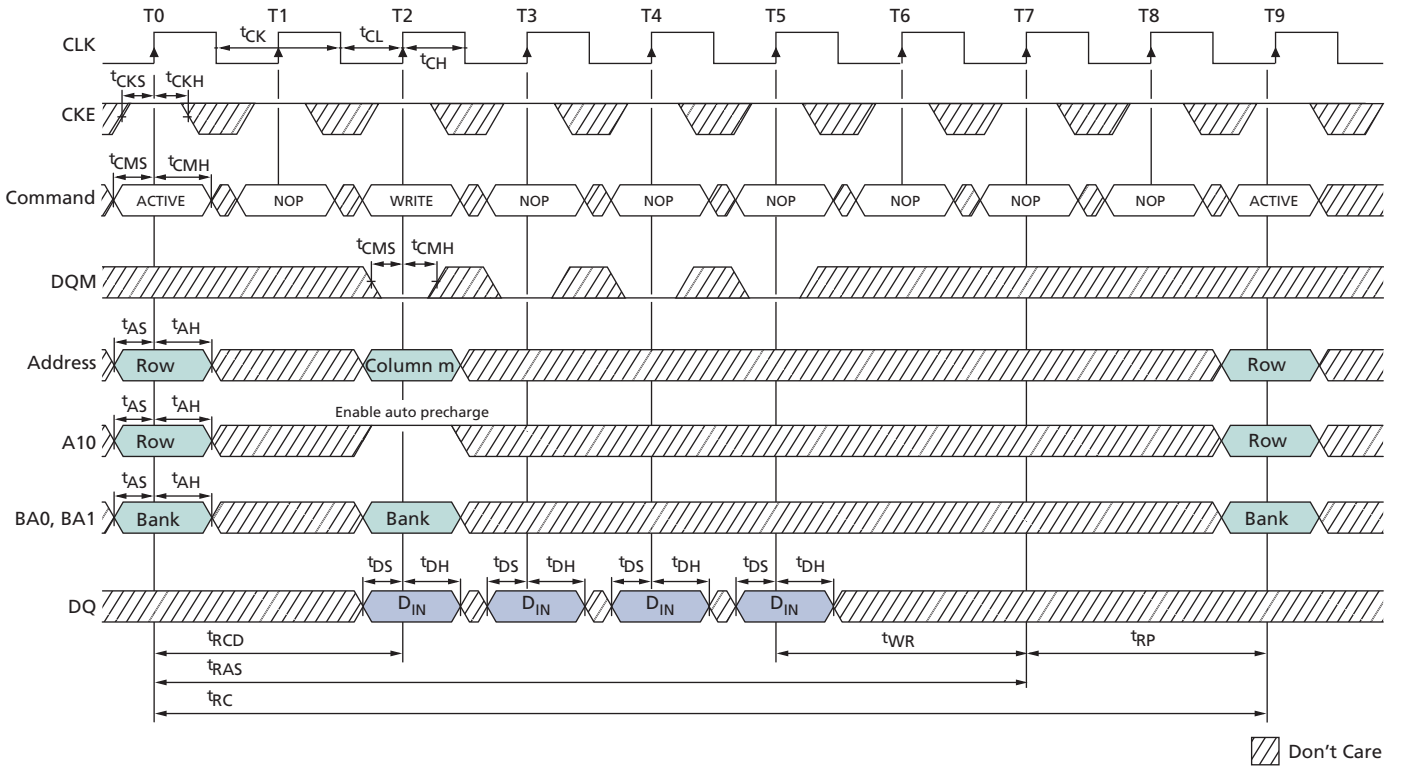 T0 T1 T2 T3 T4 T5 T6 T7 T8 T9
CLK tCK tCL tCH
tCKS tCKH
CKE
tCMS tCMH
Command ACTIVE NOP WRITE NOP NOP NOP NOP NOP NOP ACTIVE
tCMS tCMH
DQM
tAS tAH
Address Row Column m Row
tAS tAH Enable auto precharge
A10 Row Row
tAS tAH
BA0, BA1 Bank Bank Bank
tDS tDH tDS tDH tDS tDH tDS tDH
DQ DIN DIN DIN DIN
tRCD tWR tRP
tRAS
tRC
Don't Care